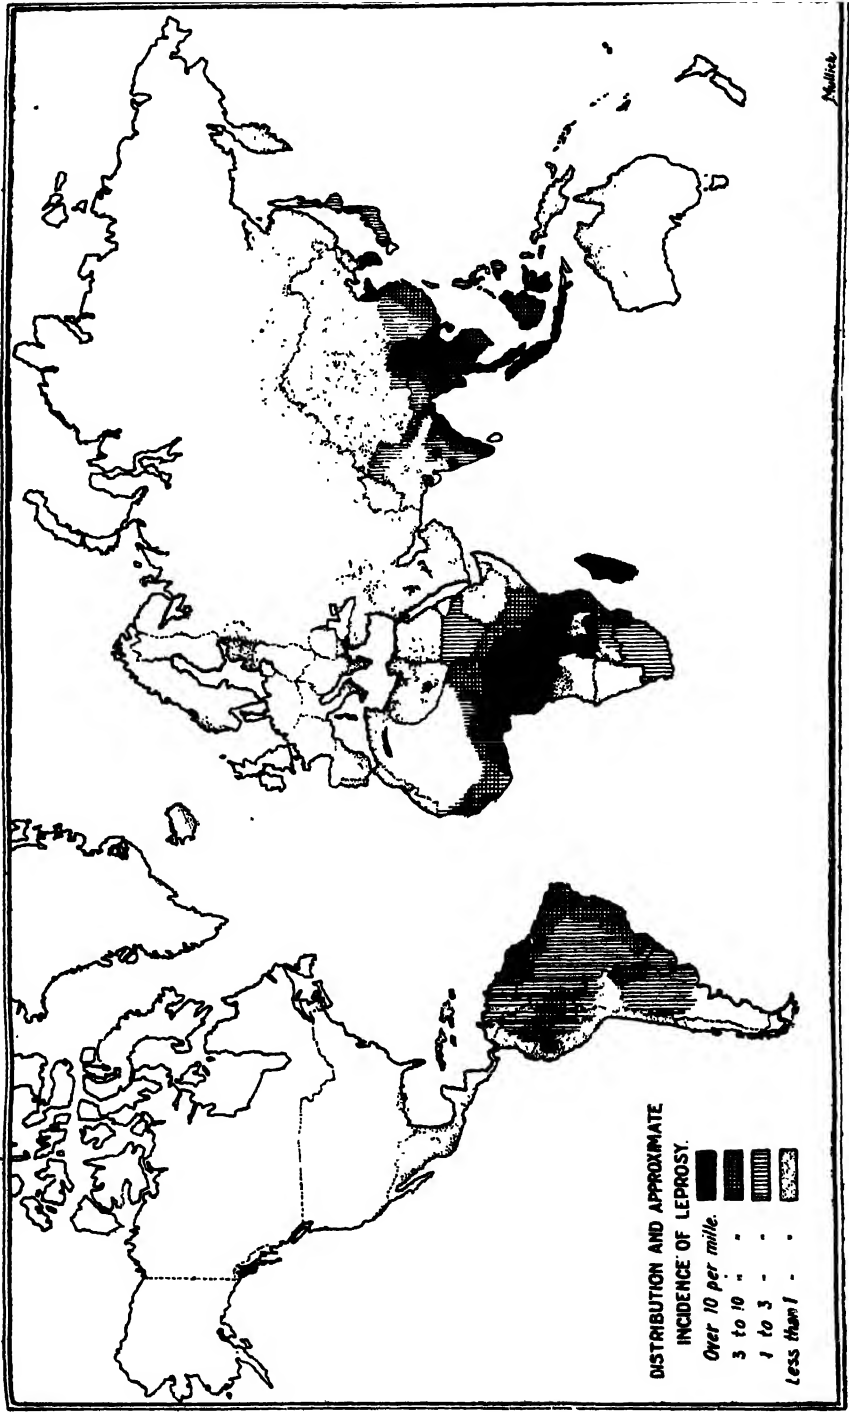 DISTRIBUTION AND APPROXIMATE
INCIDENCE OF LEPROSY.
Over 10 per mille.
3 to 10 " "
1 to 3 " "
Less than 1 " "